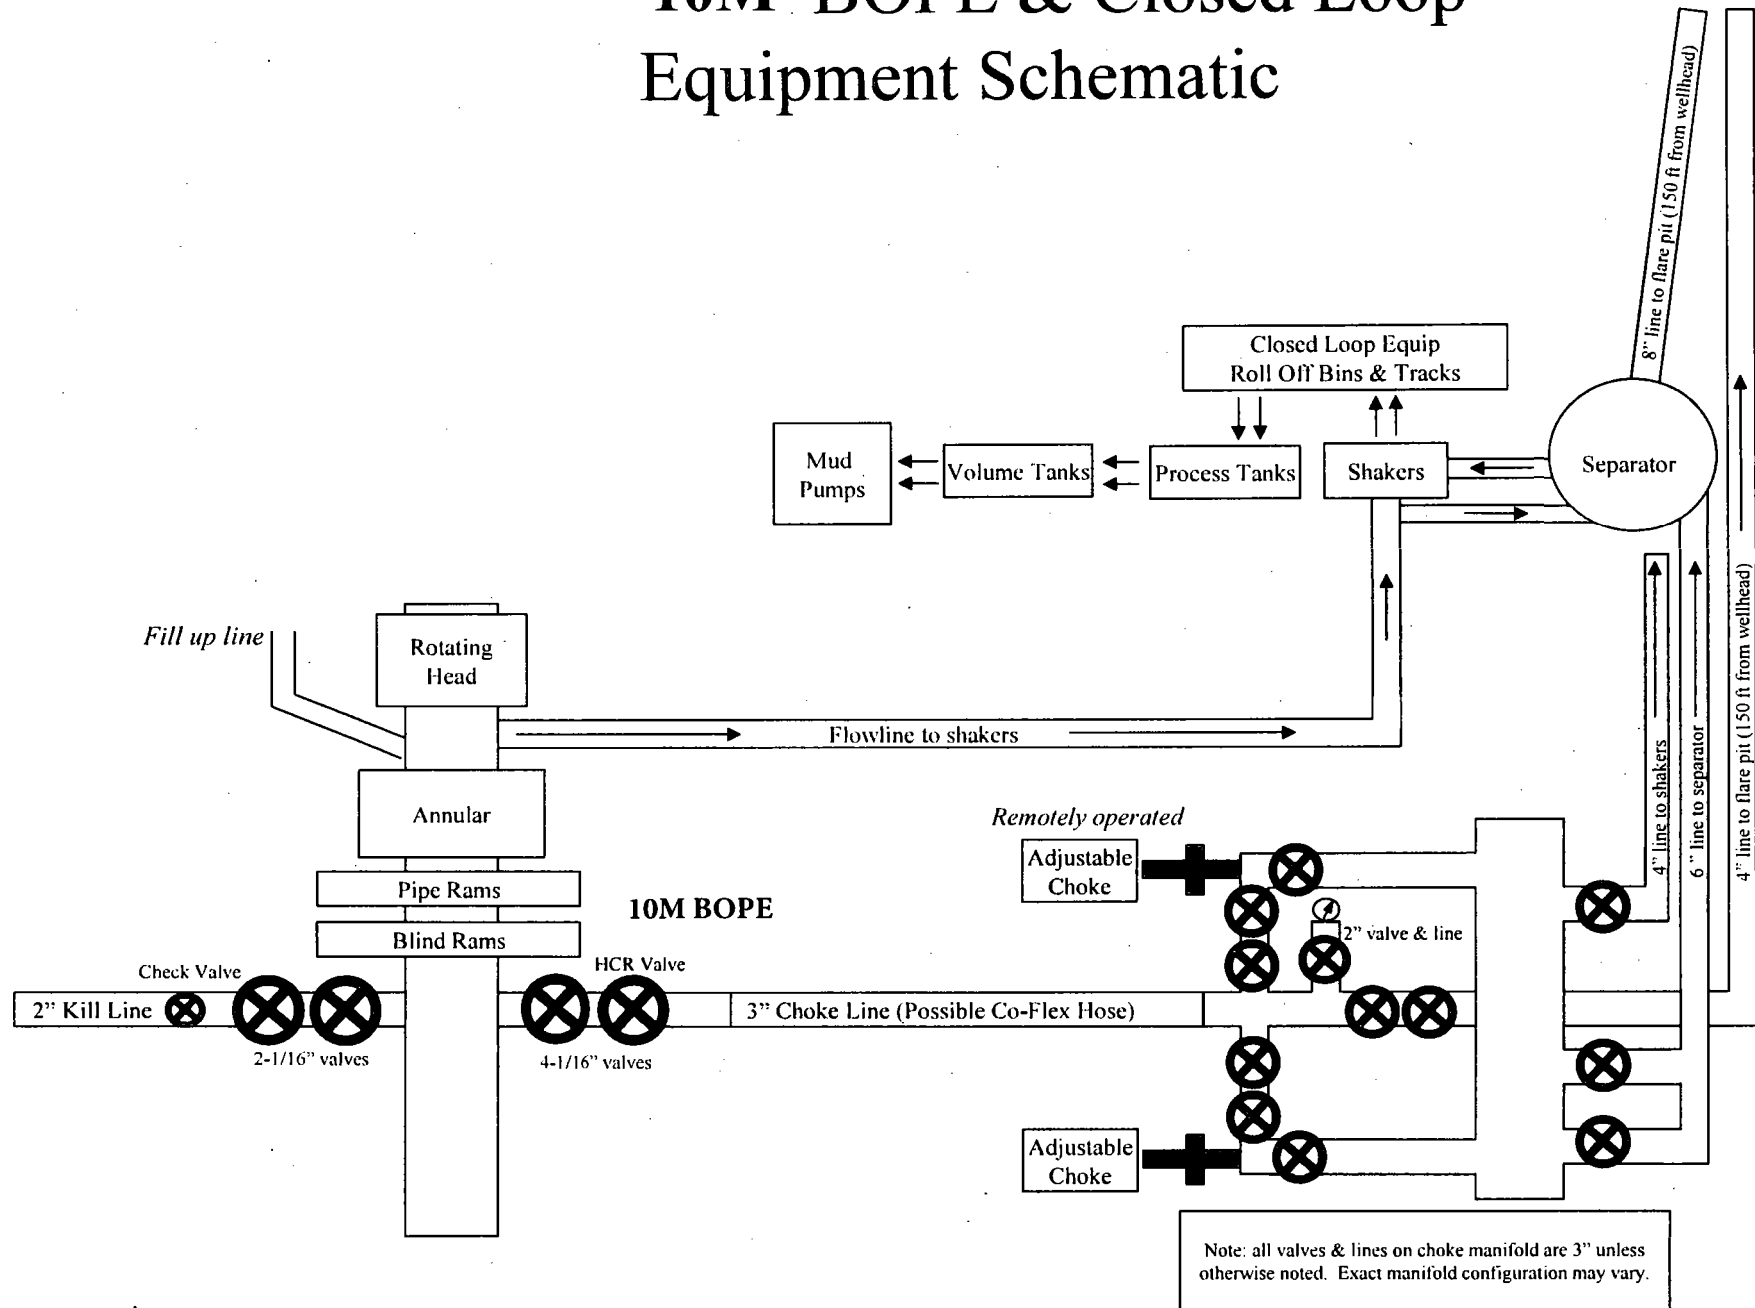 10M BOPE & Closed Loop
Equipment Schematic
8” line to flare pit (150 ft from wellhead)
Closed Loop Equip
Roll Off Bins & Tracks
Mud
Pumps
Volume Tanks
Process Tanks
Shakers
Separator
Fill up line
Rotating
Head
Flowline to shakers
4” line to shakers
6” line to separator
4” line to flare pit (150 ft from wellhead)
Annular
Remotely operated
Adjustable
Choke
Pipe Rams
10M BOPE
Blind Rams
2” valve & line
Check Valve
HCR Valve
2” Kill Line
3” Choke Line (Possible Co-Flex Hose)
2-1/16” valves
4-1/16” valves
Adjustable
Choke
Note: all valves & lines on choke manifold are 3” unless
otherwise noted. Exact manifold configuration may vary.